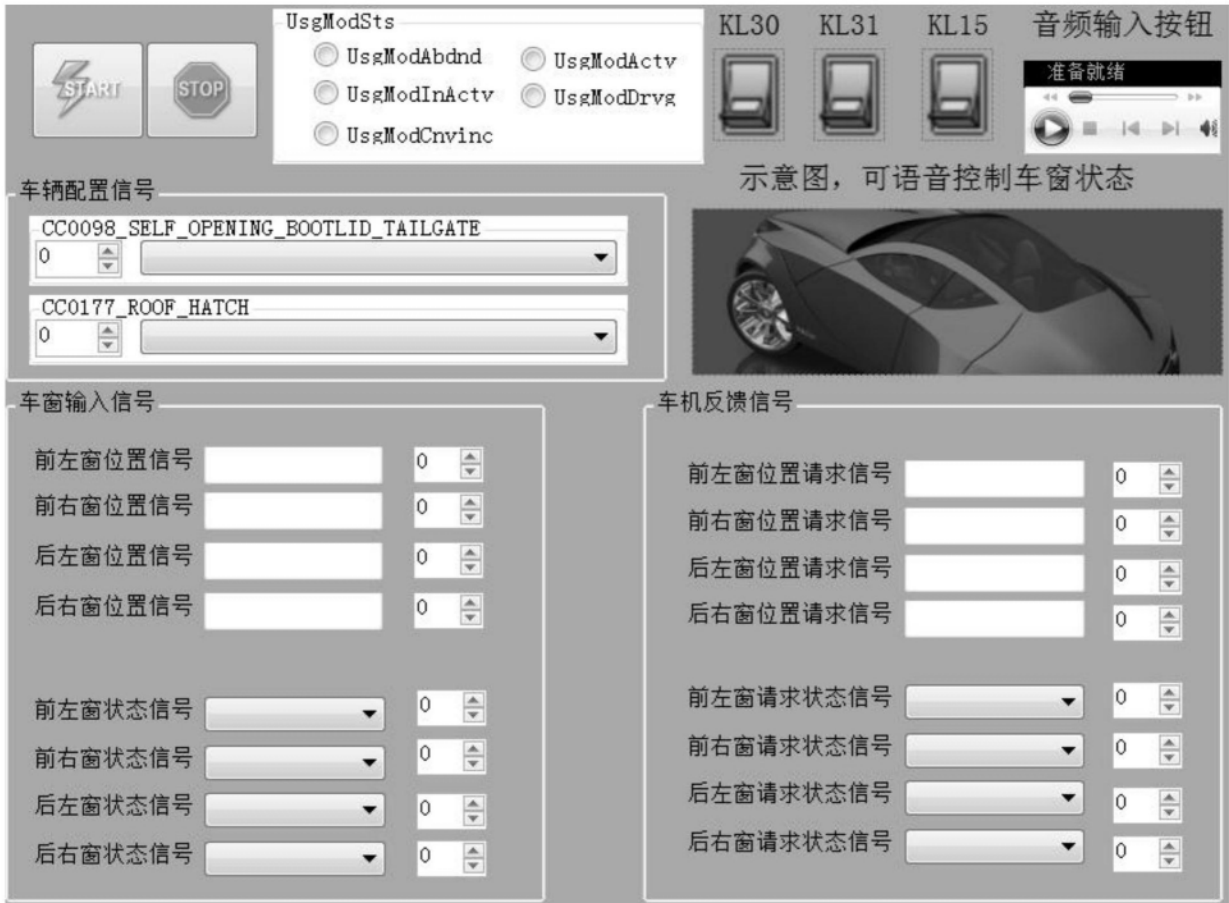 START
STOP
UsgModSts
UsgModAbdnd
UsgModActv
UsgModInActv
UsgModDrvg
UsgModCnvinc
KL30
KL31
KL15
音频输入按钮
准备就绪
示意图，可语音控制车窗状态
车辆配置信号
CC0098_SELF_OPENING_BOOTLID_TAILGATE
0
CC0177_ROOF_HATCH
0
车窗输入信号
前左窗位置信号 0
前右窗位置信号 0
后左窗位置信号 0
后右窗位置信号 0
前左窗状态信号 0
前右窗状态信号 0
后左窗状态信号 0
后右窗状态信号 0
车机反馈信号
前左窗位置请求信号 0
前右窗位置请求信号 0
后左窗位置请求信号 0
后右窗位置请求信号 0
前左窗请求状态信号 0
前右窗请求状态信号 0
后左窗请求状态信号 0
后右窗请求状态信号 0